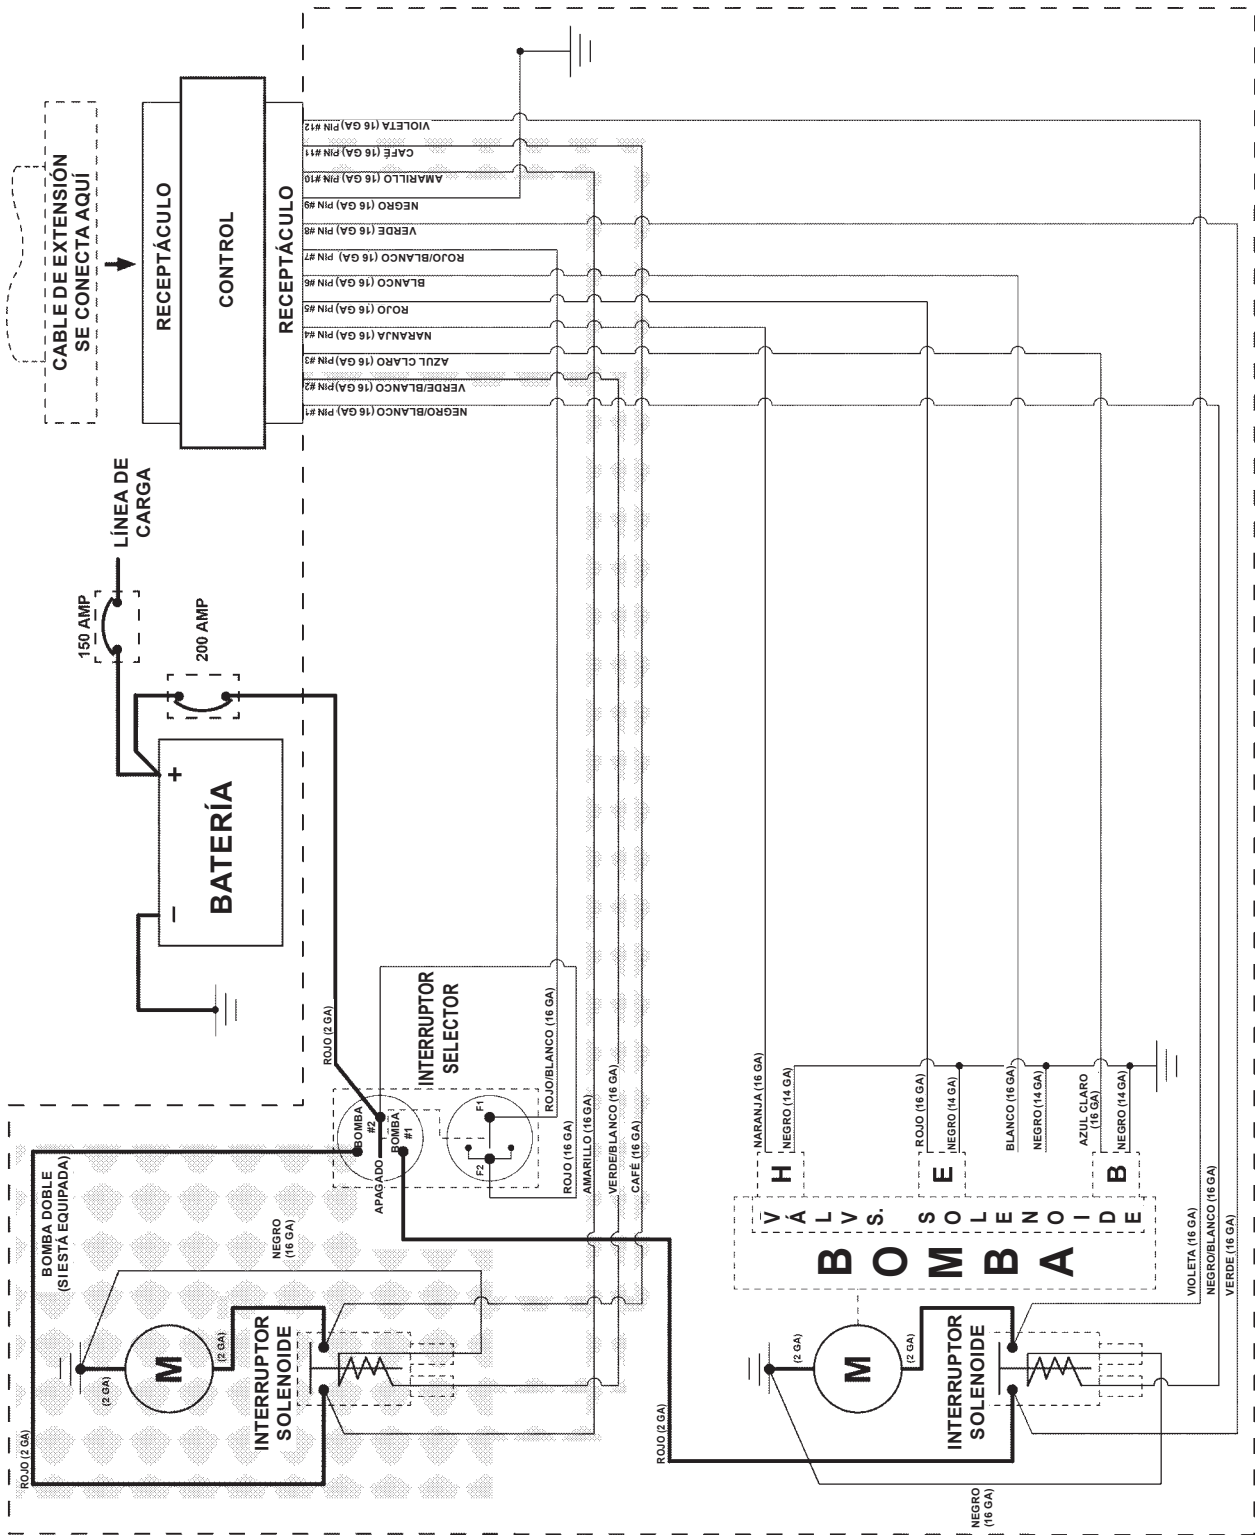 CABLE DE EXTENSIÓN
SE CONECTA AQUÍ
RECEPTÁCULO
CONTROL
RECEPTÁCULO
VIOLETA (16 GA) PIN #12
CAFÉ (16 GA) PIN #11
AMARILLO (16 GA) PIN #10
NEGRO (16 GA) PIN #9
VERDE (16 GA) PIN #8
ROJO/BLANCO (16 GA) PIN #7
BLANCO (16 GA) PIN #6
ROJO (16 GA) PIN #5
NARANJA (16 GA) PIN #4
AZUL CLARO (16 GA) PIN #3
VERDE/BLANCO (16 GA) PIN #2
NEGRO/BLANCO (16 GA) PIN #1
LÍNEA DE
CARGA
150 AMP
200 AMP
+
BATERÍA
–
ROJO (2 GA)
INTERRUPTOR
SELECTOR
BOMBA
#2
BOMBA
#1
APAGADO
F1
F2
ROJO/BLANCO (16 GA)
ROJO (16 GA)
AMARILLO (16 GA)
VERDE/BLANCO (16 GA)
CAFÉ (16 GA)
BOMBA DOBLE
(SI ESTÁ EQUIPADA)
NEGRO
(16 GA)
(2 GA)
M
(2 GA)
INTERRUPTOR
SOLENOIDE
ROJO (2 GA)
NARANJA (16 GA)
NEGRO (14 GA)
ROJO (16 GA)
NEGRO (14 GA)
BLANCO (16 GA)
NEGRO (14 GA)
AZUL CLARO
(16 GA)
NEGRO (14 GA)
H
E
B
VÁLVS. SOLENOIDE
BOMBA
VIOLETA (16 GA)
NEGRO/BLANCO (16 GA)
VERDE (16 GA)
(2 GA)
M
(2 GA)
INTERRUPTOR
SOLENOIDE
ROJO (2 GA)
NEGRO
(16 GA)